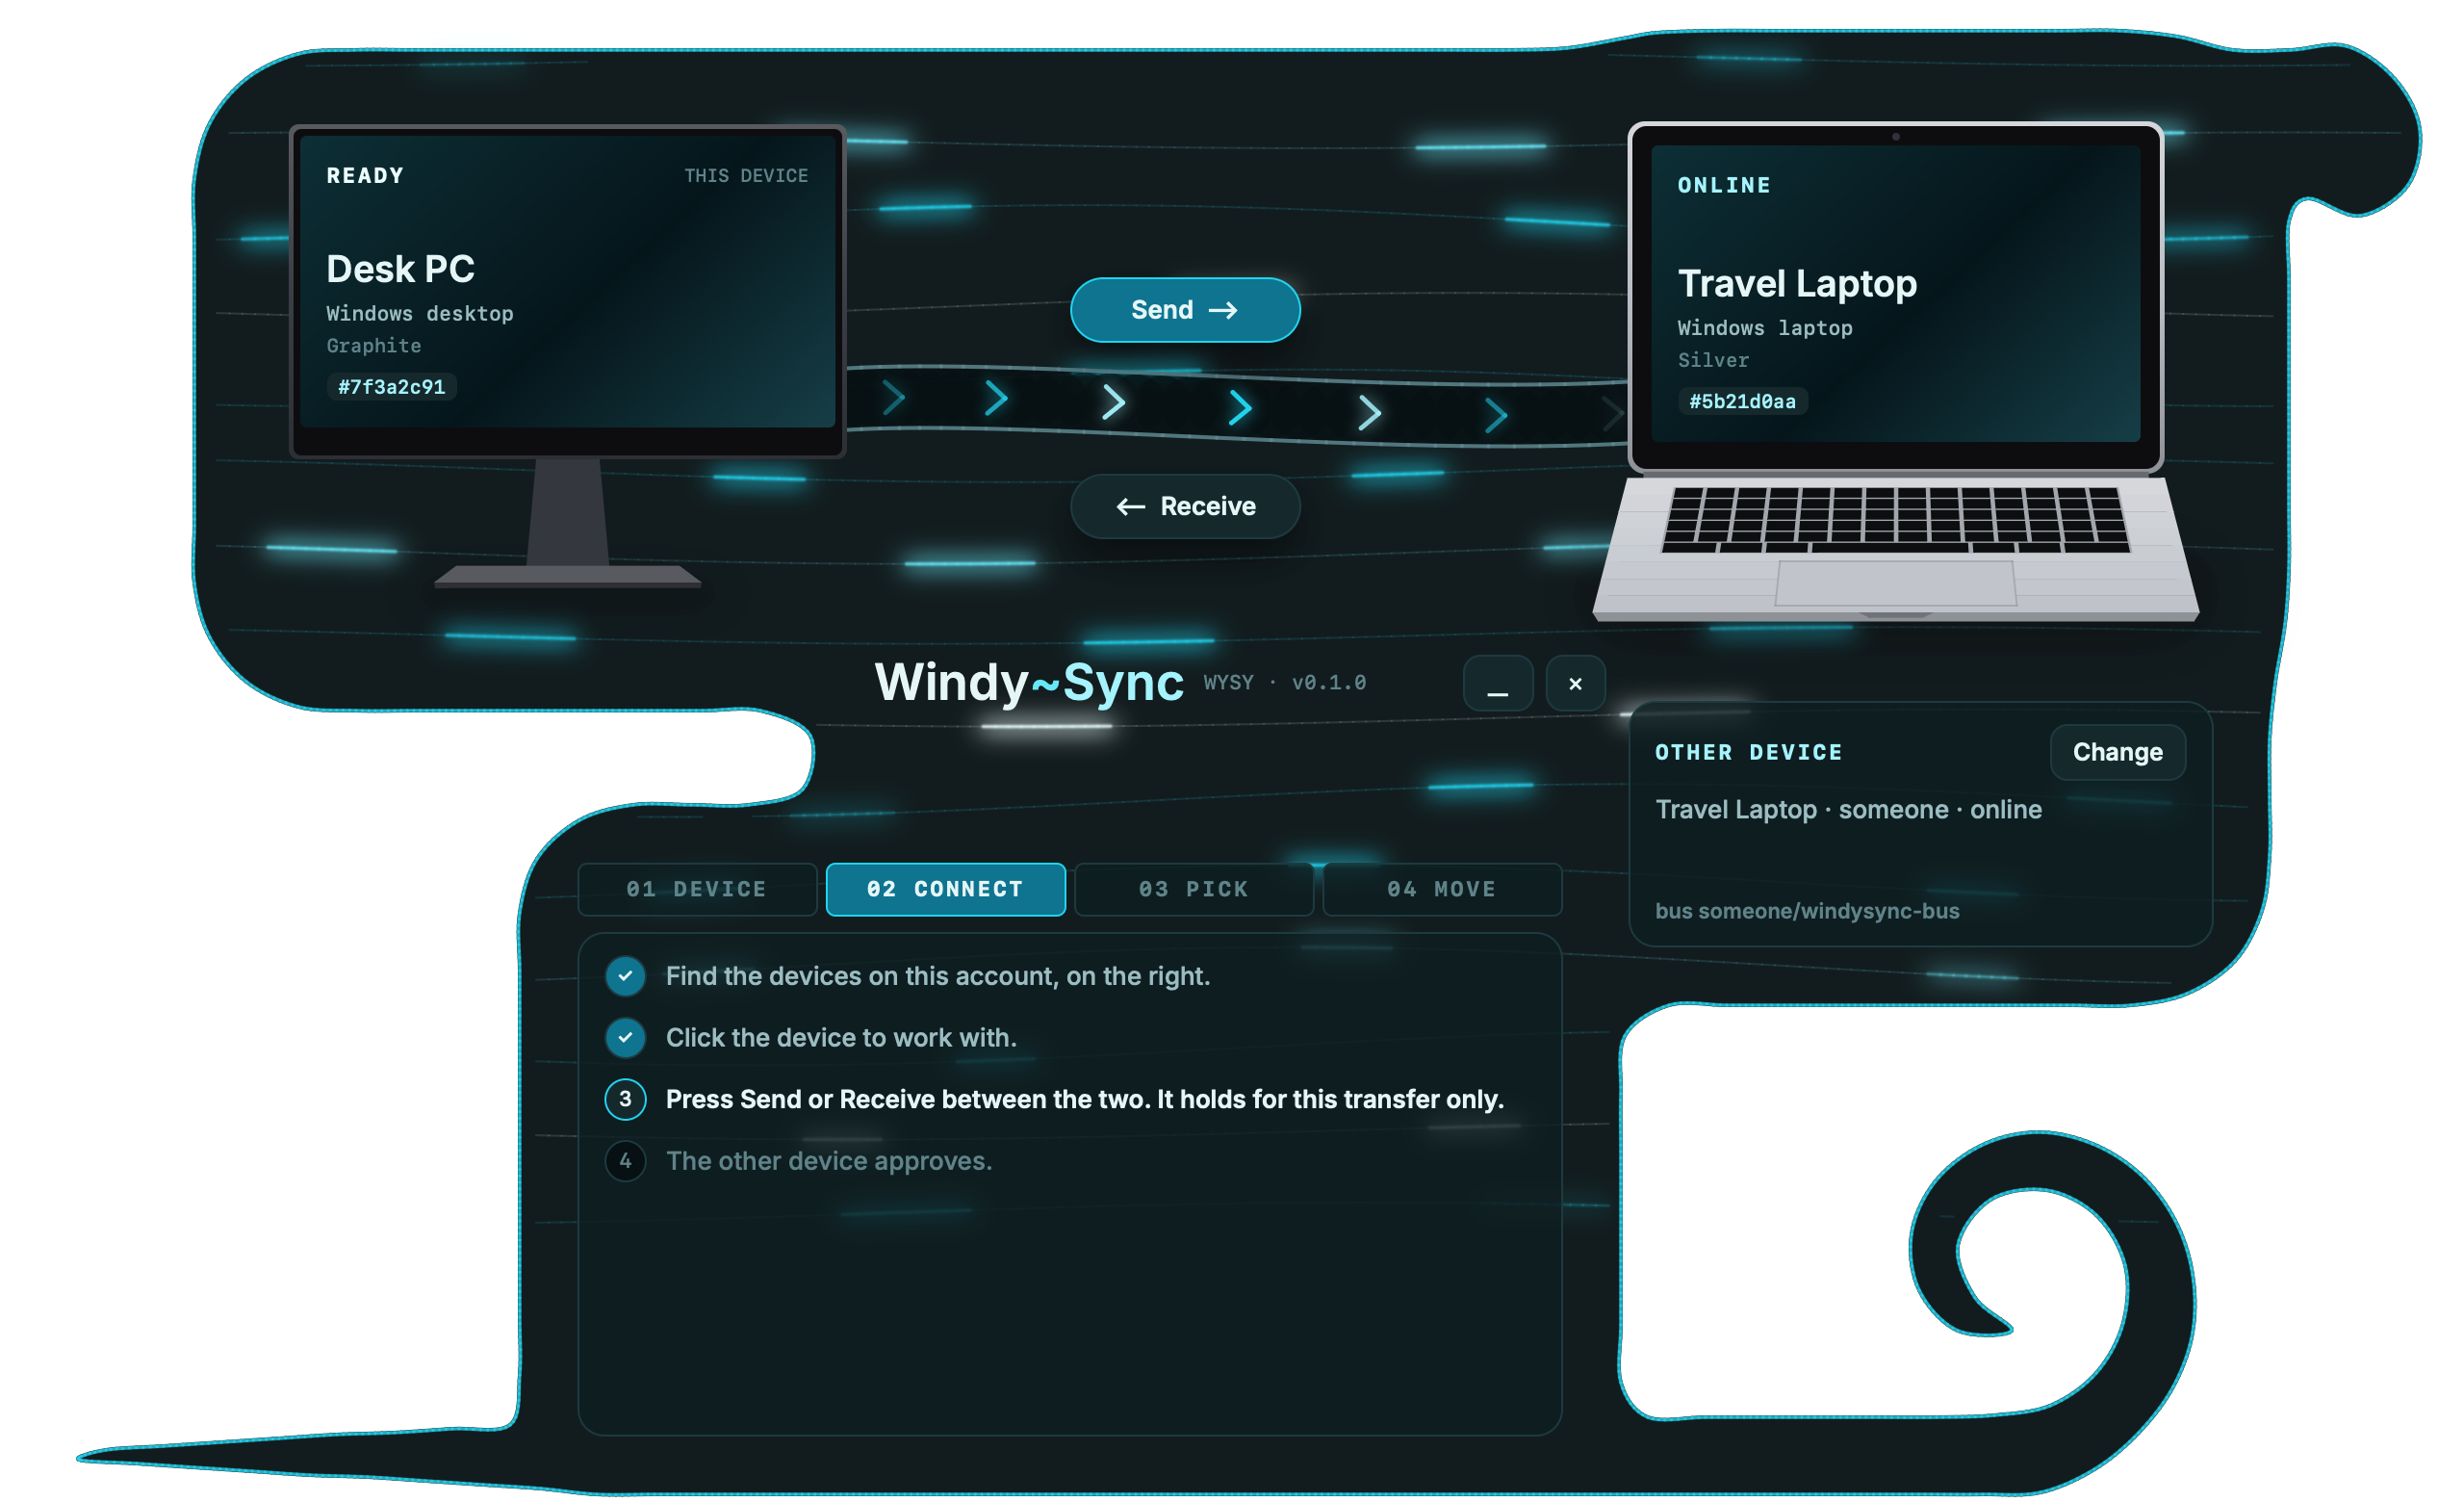 READY
THIS DEVICE
Desk PC
Windows desktop
Graphite
#7f3a2c91
Send →
← Receive
ONLINE
Travel Laptop
Windows laptop
Silver
#5b21d0aa
Windy~Sync WYSY · v0.1.0
_ ×
OTHER DEVICE
Change
Travel Laptop · someone · online
bus someone/windysync-bus
01 DEVICE
02 CONNECT
03 PICK
04 MOVE
✓ Find the devices on this account, on the right.
✓ Click the device to work with.
3 Press Send or Receive between the two. It holds for this transfer only.
4 The other device approves.